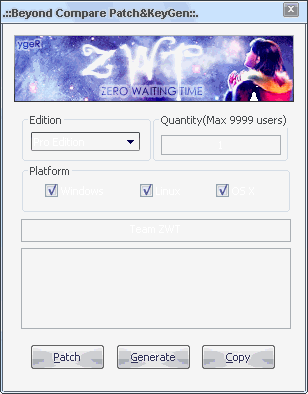 .::Beyond Compare Patch&KeyGen::.
ygeR
ZWT
ZERO WAITING TIME
Edition
Quantity(Max 9999 users)
Pro Edition
1
Platform
Windows
Linux
OS X
Team ZWT
Patch
Generate
Copy